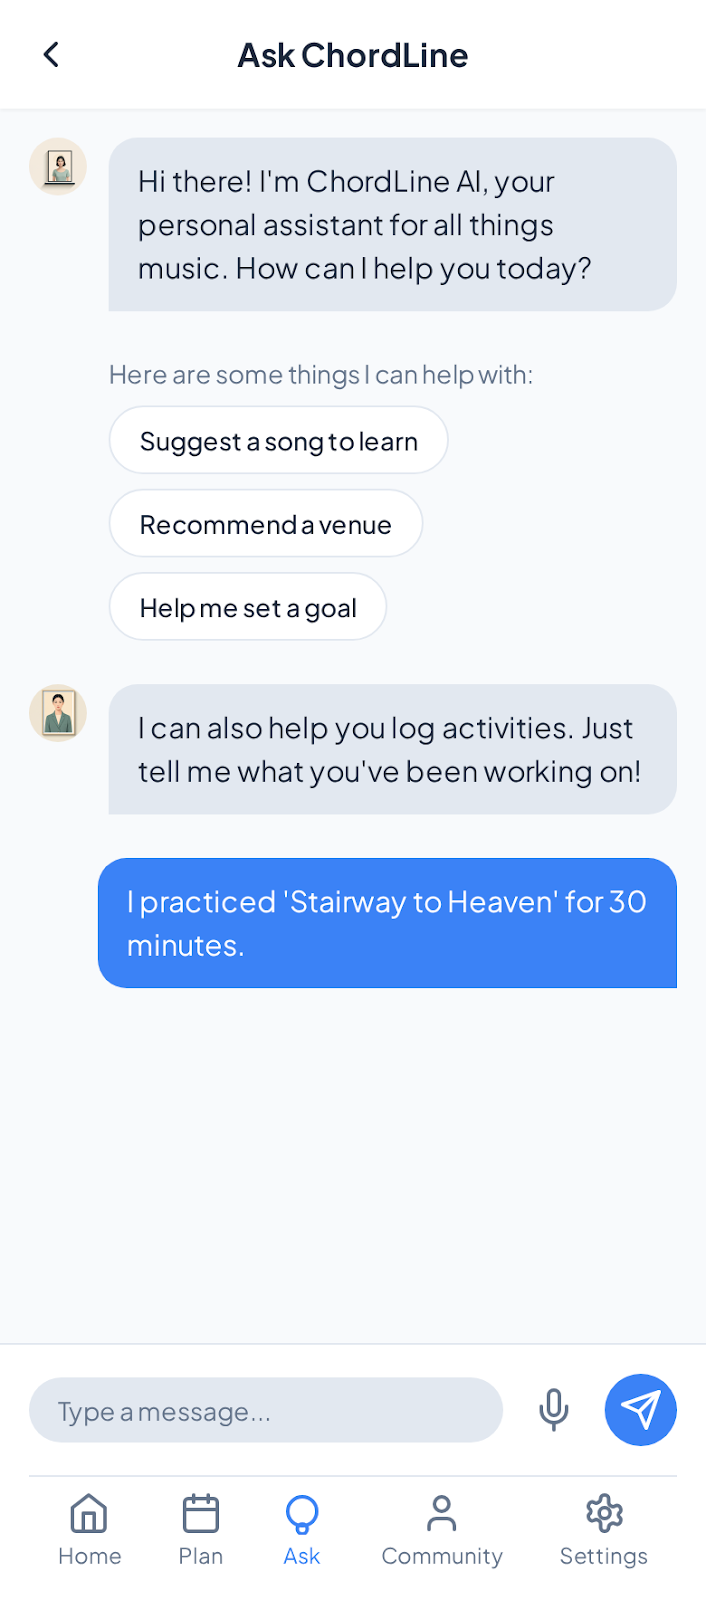 Ask ChordLine
Hi there! I'm ChordLine AI, your
personal assistant for all things
music. How can I help you today?
Here are some things I can help with:
Suggest a song to learn
Recommend a venue
Help me set a goal
I can also help you log activities. Just
tell me what you've been working on!
I practiced 'Stairway to Heaven' for 30
minutes.
Type a message...
Home Plan Ask Community Settings